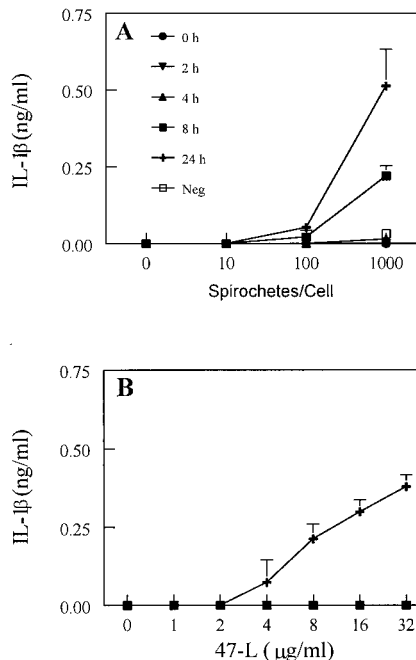 A
0 h
2 h
4 h
8 h
24 h
Neg
IL-1β (ng/ml)
0.75
0.50
0.25
0.00
0 10 100 1000
Spirochetes/Cell
B
IL-1β (ng/ml)
0.75
0.50
0.25
0.00
0 1 2 4 8 16 32
47-L ( µg/ml)